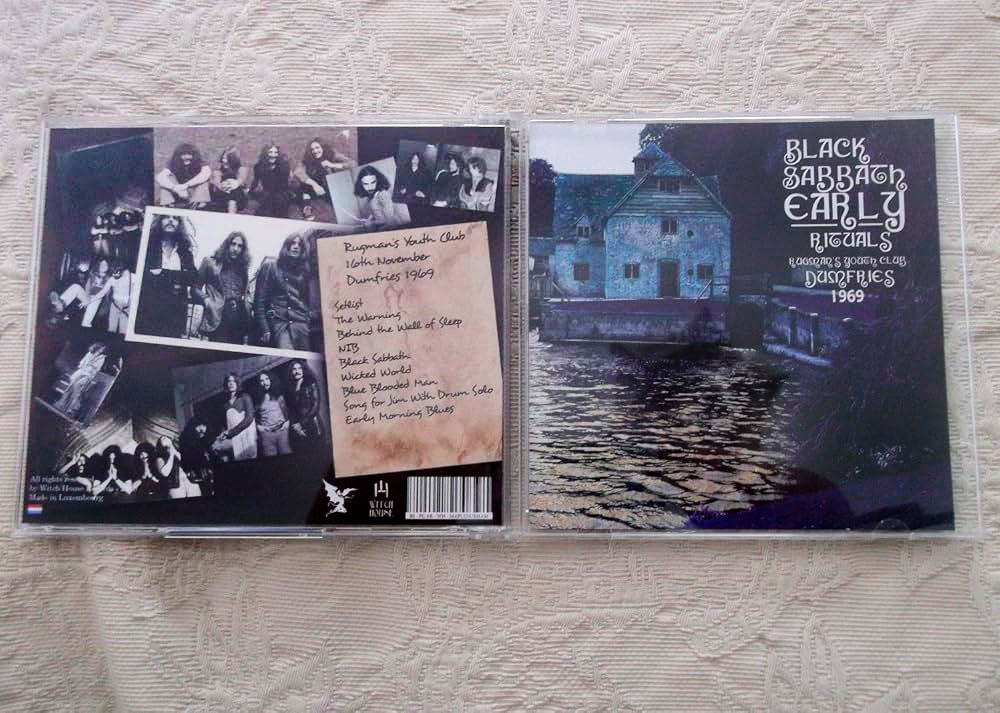 Rugman's Youth Club
16th November
Dumfries 1969
Setlist
The Warning
Behind the Wall of Sleep
NIB
Black Sabbath
Wicked World
Blue Blooded Man
Song for Jim With Drum Solo
Early Morning Blues
All rights
by Witch House
Made in Luxembourg
WITCH
HOUSE
BLACK
SABBATH
EARLY
RITUALS
RUGMAN'S YOUTH CLUB
DUMFRIES
1969